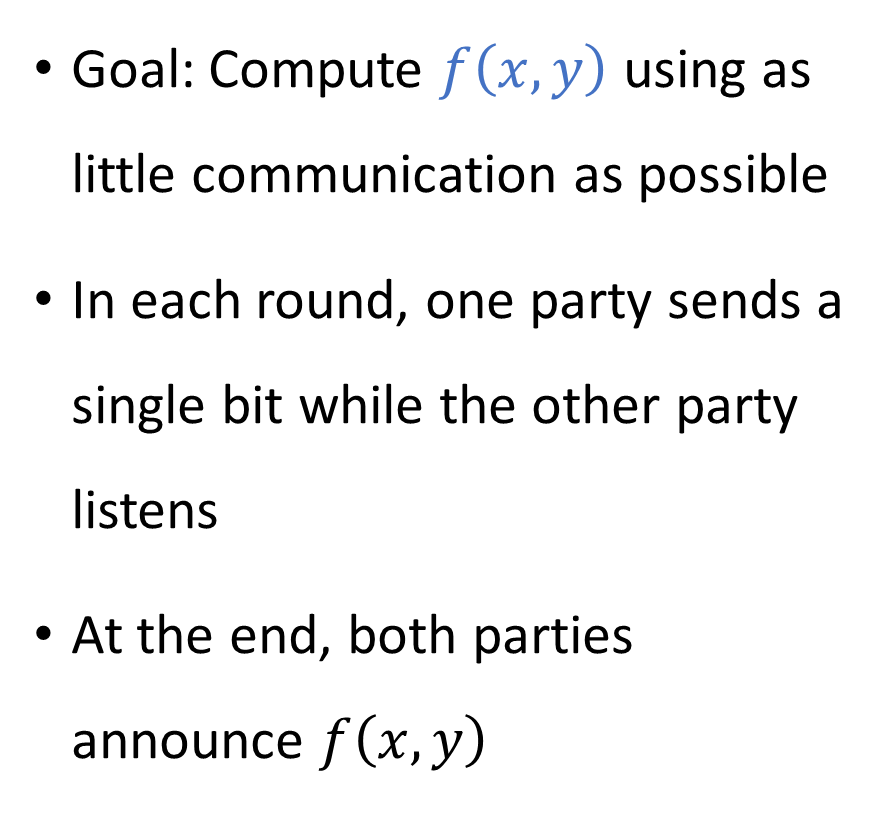 • Goal: Compute f(x, y) using as
little communication as possible
• In each round, one party sends a
single bit while the other party
listens
• At the end, both parties
announce f(x, y)